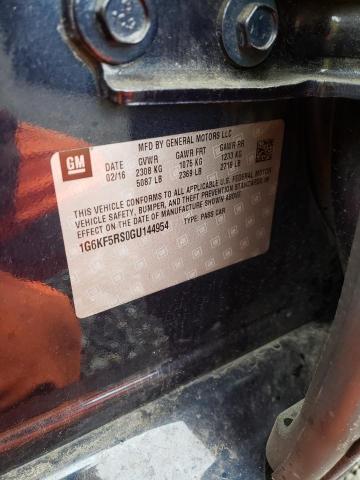 GM
MFD BY GENERAL MOTORS LLC
DATE GVWR GAWR FRT GAWR RR
02/16 2308 KG 1075 KG 1233 KG
5087 LB 2369 LB 2718 LB
THIS VEHICLE CONFORMS TO ALL APPLICABLE U.S. FEDERAL MOTOR
VEHICLE SAFETY, BUMPER, AND THEFT PREVENTION STANDARDS IN
EFFECT ON THE DATE OF MANUFACTURE SHOWN ABOVE.
1G6KF5RS0GU144954 TYPE: PASS CAR